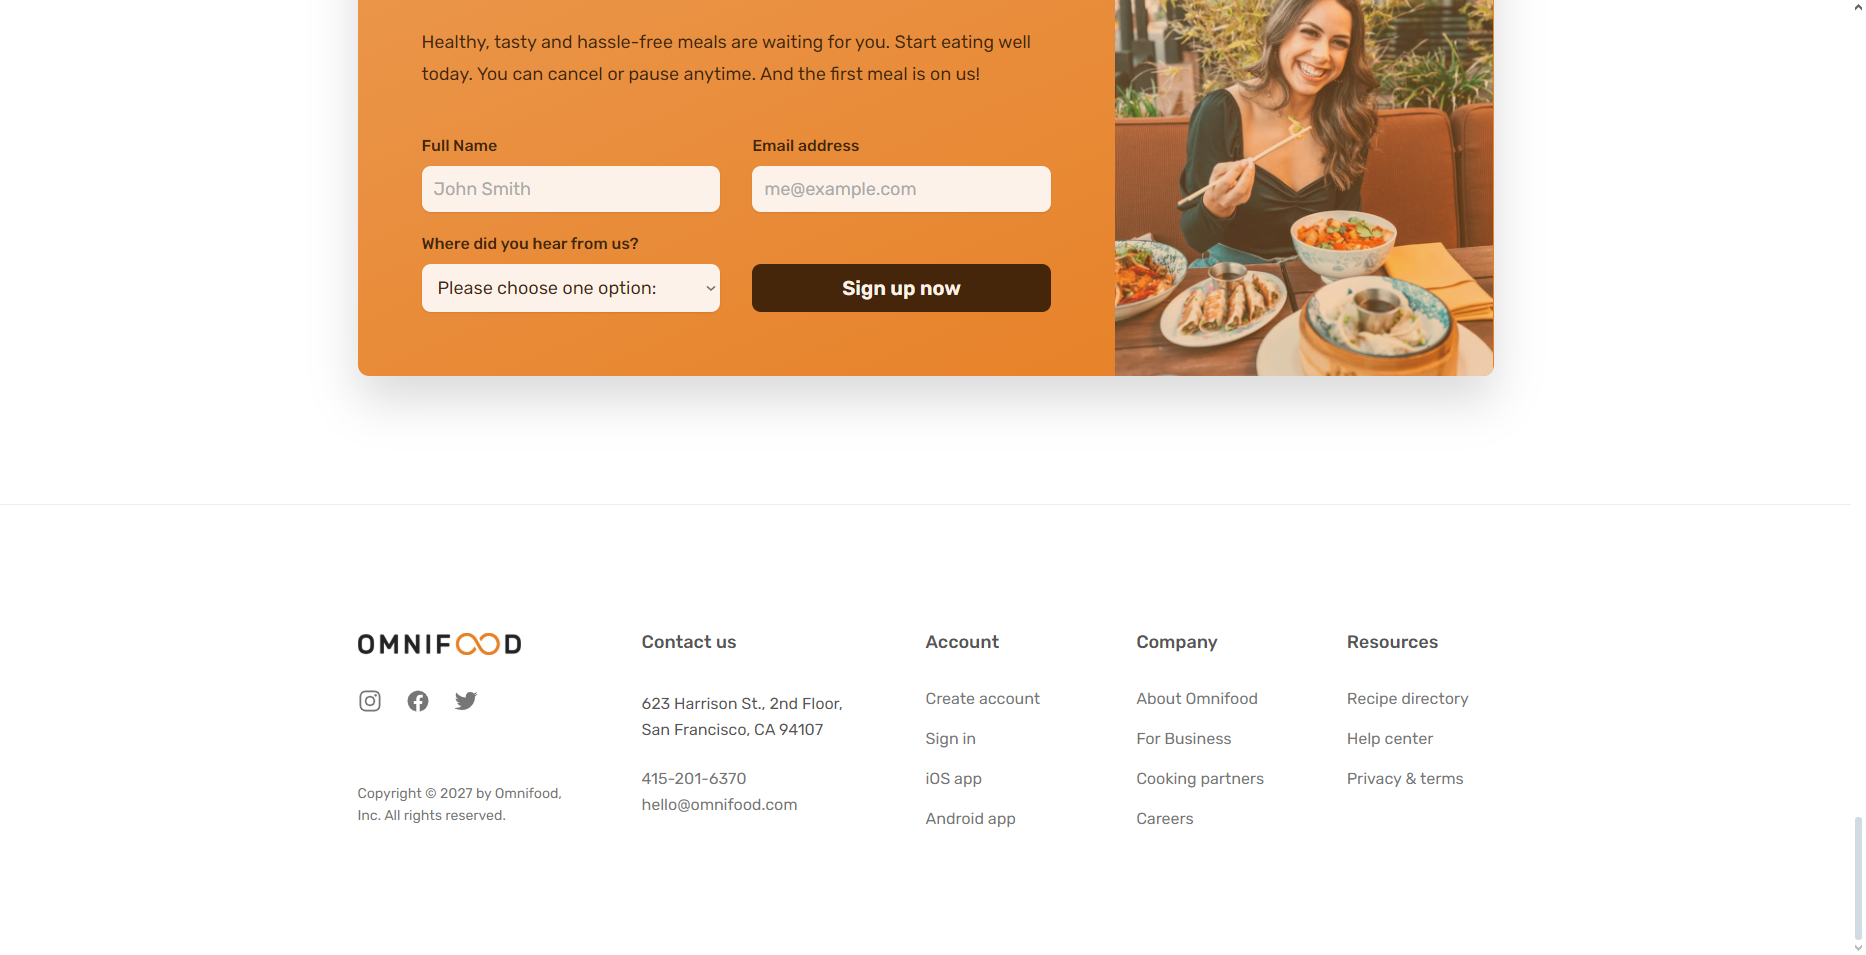 Healthy, tasty and hassle-free meals are waiting for you. Start eating well
today. You can cancel or pause anytime. And the first meal is on us!
Full Name
Email address
John Smith
me@example.com
Where did you hear from us?
Please choose one option:
Sign up now
OMNIFOOD
Copyright © 2027 by Omnifood,
Inc. All rights reserved.
Contact us
623 Harrison St., 2nd Floor,
San Francisco, CA 94107
415-201-6370
hello@omnifood.com
Account
Create account
Sign in
iOS app
Android app
Company
About Omnifood
For Business
Cooking partners
Careers
Resources
Recipe directory
Help center
Privacy & terms